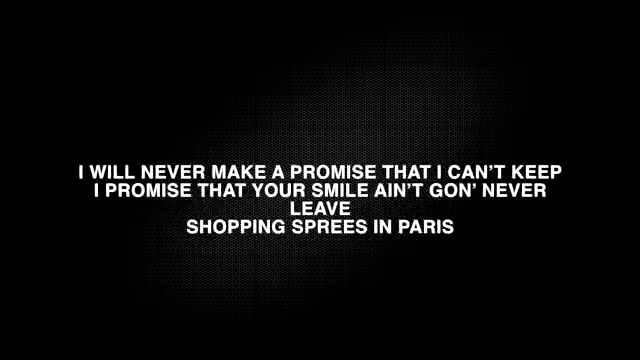 I WILL NEVER MAKE A PROMISE THAT I CAN'T KEEP
I PROMISE THAT YOUR SMILE AIN'T GON' NEVER
LEAVE
SHOPPING SPREES IN PARIS